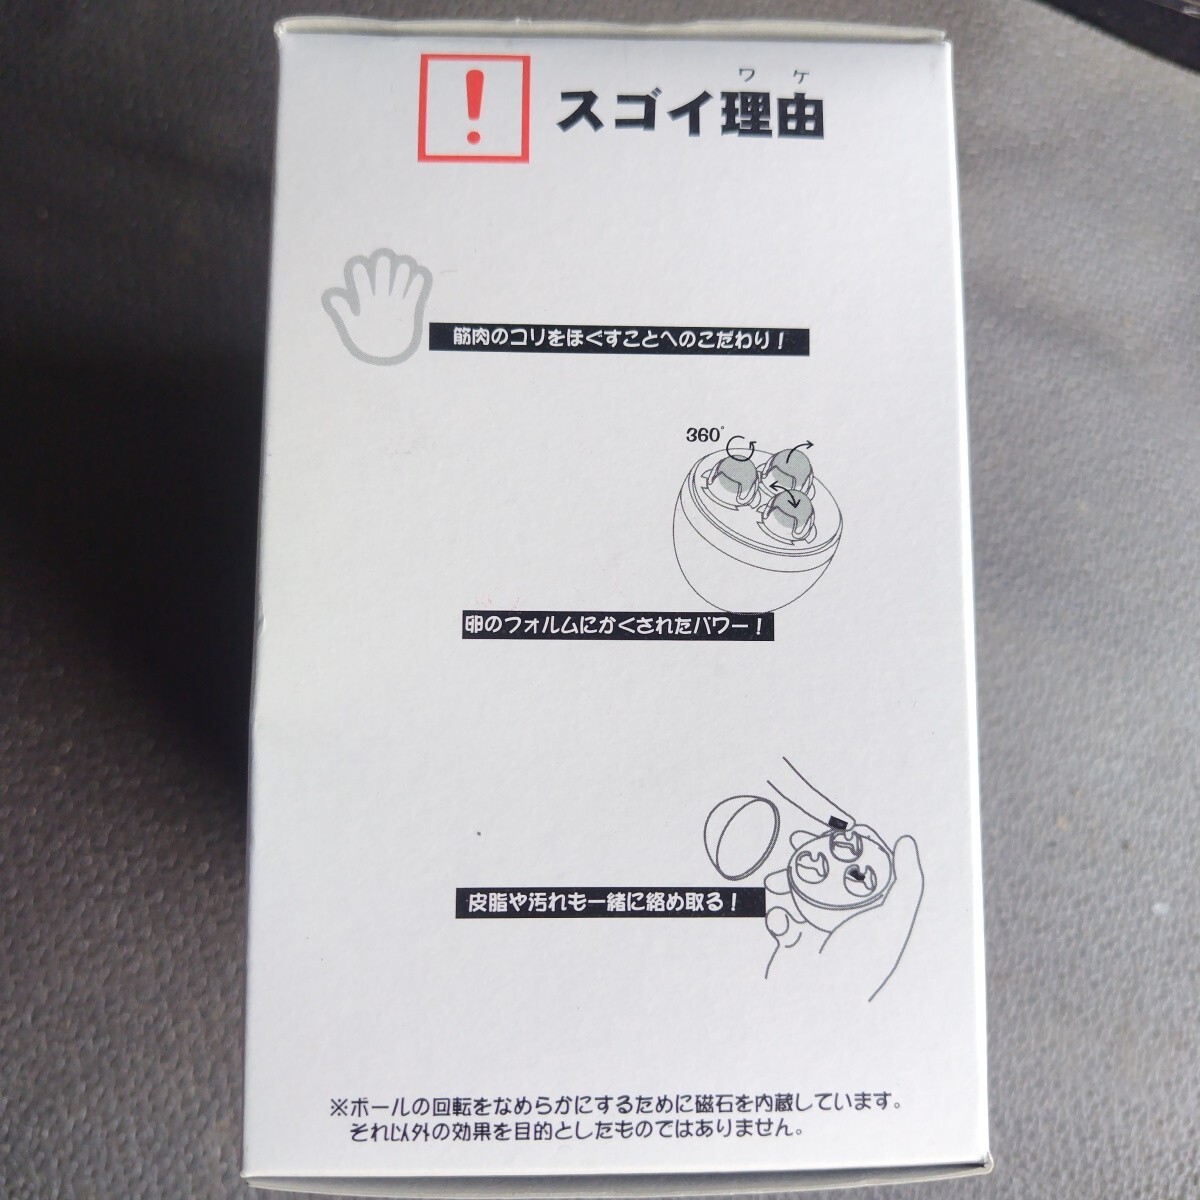 ！
ワケ
スゴイ理由
筋肉のコリをほぐすことへのこだわり！
360°
卵のフォルムにかくされたパワー！
皮脂や汚れも一緒に絡め取る！
※ボールの回転をなめらかにするために磁石を内蔵しています。
それ以外の効果を目的としたものではありません。